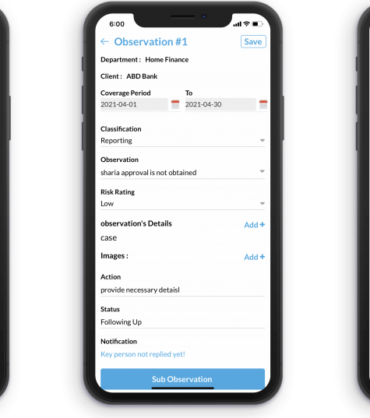 6:00
← Observation #1 Save
Department : Home Finance
Client : ABD Bank
Coverage Period To
2021-04-01 2021-04-30
Classification
Reporting
Observation
sharia approval is not obtained
Risk Rating
Low
observation's Details Add +
case
Images : Add +
Action
provide necessary detaisl
Status
Following Up
Notification
Key person not replied yet!
Sub Observation